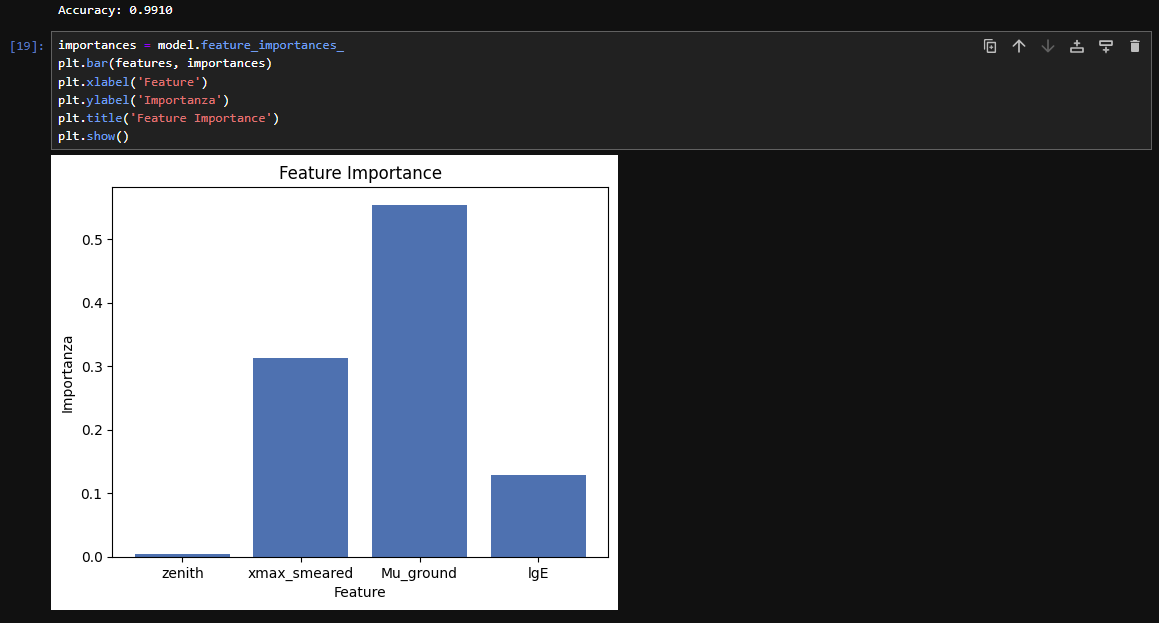 Accuracy: 0.9910
[19]:
importances = model.feature_importances_
plt.bar(features, importances)
plt.xlabel('Feature')
plt.ylabel('Importanza')
plt.title('Feature Importance')
plt.show()
Feature Importance
0.5
0.4
0.3
0.2
0.1
0.0
Importanza
zenith xmax_smeared Mu_ground lgE
Feature